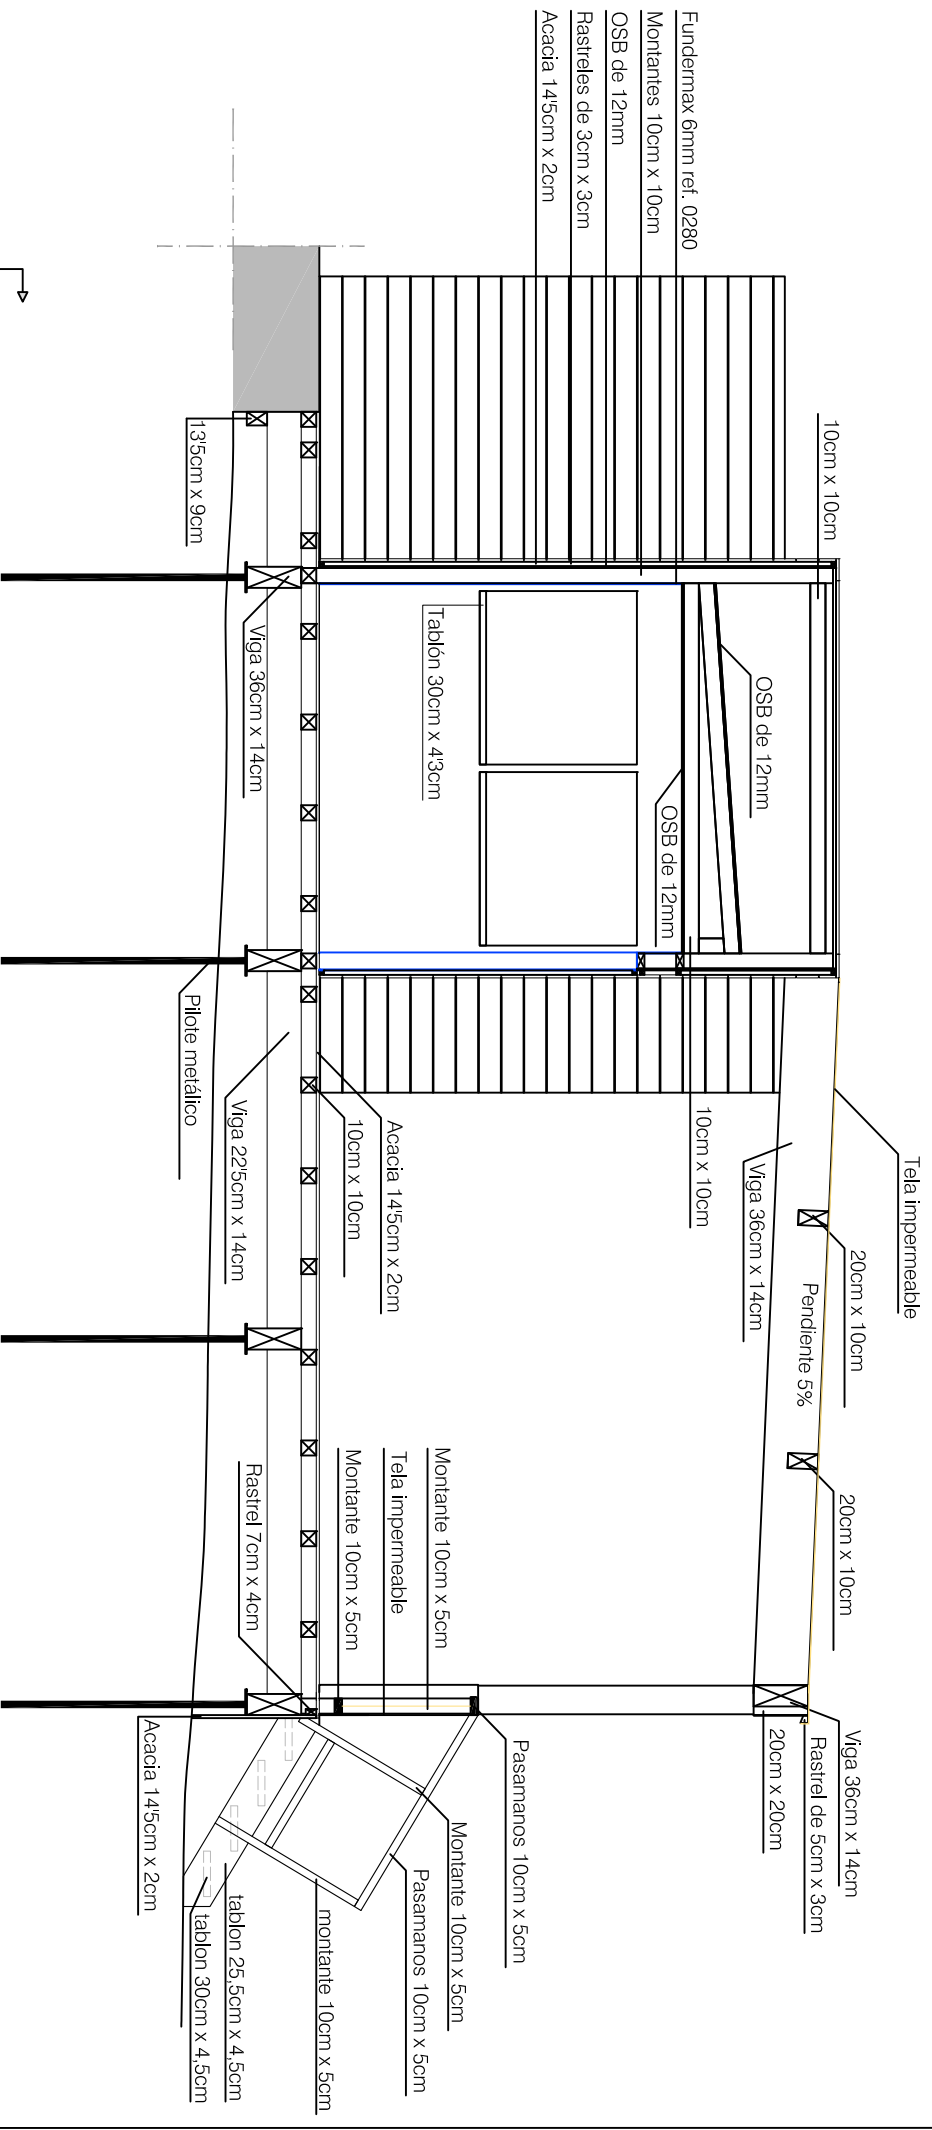 Fundermax 6mm ref. 0280
Montantes 10cm x 10cm
OSB de 12mm
Rastreles de 3cm x 3cm
Acacia 14'5cm x 2cm
10cm x 10cm
13'5cm x 9cm
Viga 36cm x 14cm
Tablón 30cm x 4'3cm
OSB de 12mm
OSB de 12mm
Pilote metálico
Viga 22'5cm x 14cm
10cm x 10cm
Acacia 14'5cm x 2cm
10cm x 10cm
Viga 36cm x 14cm
Tela impermeable
20cm x 10cm
Pendiente 5%
20cm x 10cm
Rastrel 7cm x 4cm
Montante 10cm x 5cm
Tela impermeable
Montante 10cm x 5cm
Viga 36cm x 14cm
Rastrel de 5cm x 3cm
20cm x 20cm
Pasamanos 10cm x 5cm
Montante 10cm x 5cm
Pasamanos 10cm x 5cm
montante 10cm x 5cm
tablon 25,5cm x 4,5cm
tablon 30cm x 4,5cm
Acacia 14'5cm x 2cm